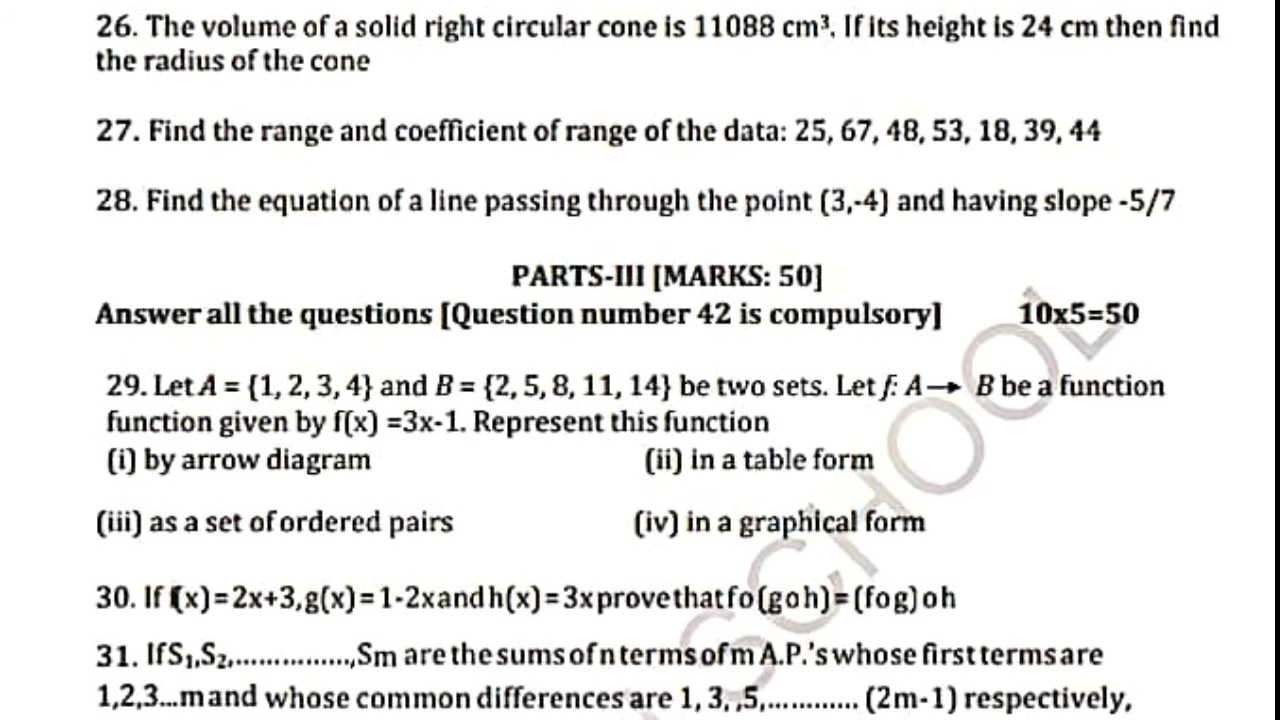 26. The volume of a solid right circular cone is 11088 cm³. If its height is 24 cm then find
the radius of the cone
27. Find the range and coefficient of range of the data: 25, 67, 48, 53, 18, 39, 44
28. Find the equation of a line passing through the point (3,-4) and having slope -5/7
PARTS-III [MARKS: 50]
Answer all the questions [Question number 42 is compulsory] 10x5=50
29. Let A = {1, 2, 3, 4} and B = {2, 5, 8, 11, 14} be two sets. Let f: A→ B be a function
function given by f(x) =3x-1. Represent this function
(i) by arrow diagram (ii) in a table form
(iii) as a set of ordered pairs (iv) in a graphical form
30. If f(x)=2x+3,g(x)=1-2xandh(x)=3xprovethatfo(goh)=(fog)oh
31. IfS₁,S₂,................,Sm are the sums of n terms of m A.P.'s whose first terms are
1,2,3...m and whose common differences are 1, 3, ,5,............ (2m-1) respectively,
SCHOOL